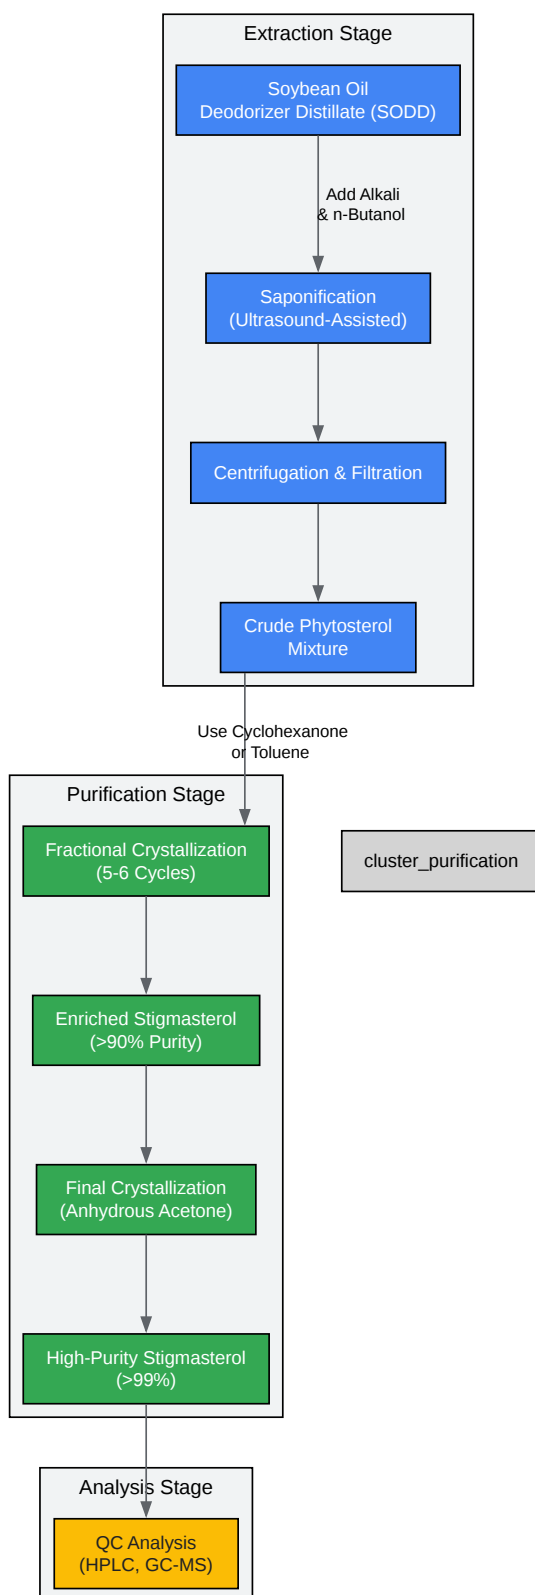 Extraction Stage
Soybean Oil
Deodorizer Distillate (SODD)
Add Alkali
& n-Butanol
Saponification
(Ultrasound-Assisted)
Centrifugation & Filtration
Crude Phytosterol
Mixture
Use Cyclohexanone
or Toluene
Purification Stage
Fractional Crystallization
(5-6 Cycles)
cluster_purification
Enriched Stigmasterol
(>90% Purity)
Final Crystallization
(Anhydrous Acetone)
High-Purity Stigmasterol
(>99%)
Analysis Stage
QC Analysis
(HPLC, GC-MS)